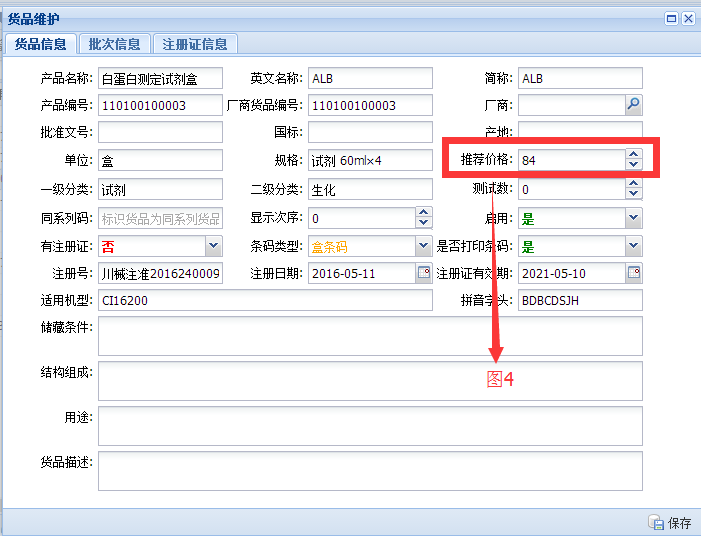 货品维护
货品信息 批次信息 注册证信息
产品名称: 白蛋白测定试剂盒 英文名称: ALB 简称: ALB
产品编号: 110100100003 厂商货品编号: 110100100003 厂商:
批准文号: 国标: 产地:
单位: 盒 规格: 试剂 60ml×4 推荐价格: 84
一级分类: 试剂 二级分类: 生化 测试数: 0
同系列码: 标识货品为同系列货品 显示次序: 0 启用: 是
有注册证: 否 条码类型: 盒条码 是否打印条码: 是
注册号: 川械注准2016240009 注册日期: 2016-05-11 注册证有效期: 2021-05-10
适用机型: CI16200 拼音字头: BDBCDSJH
储藏条件:
图4
结构组成:
用途:
货品描述:
保存